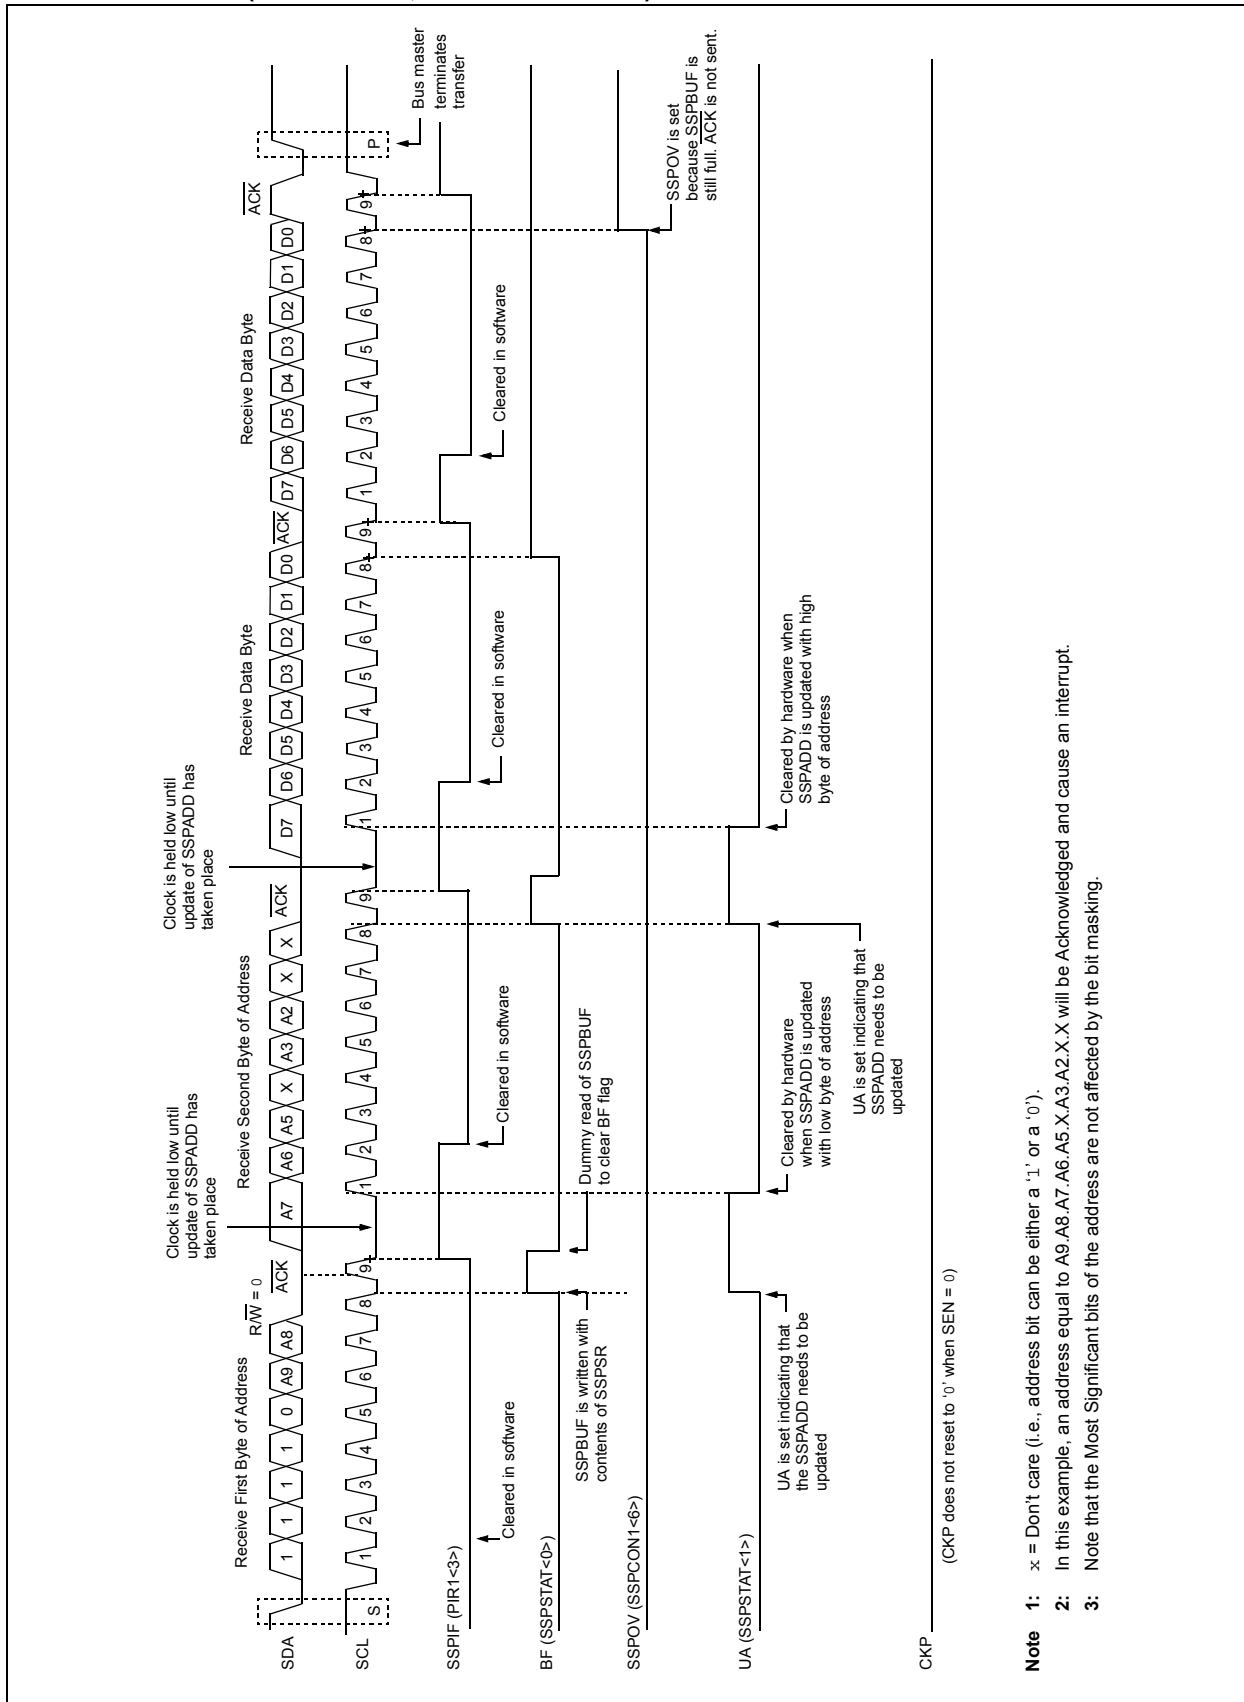 Receive First Byte of Address
R/W = 0
ACK
Clock is held low until
update of SSPADD has
taken place
Receive Second Byte of Address
ACK
Clock is held low until
update of SSPADD has
taken place
Receive Data Byte
ACK
Receive Data Byte
ACK
SDA
1 1 1 1 0 A9 A8
A7 A6 A5 X A3 A2 X X
D7 D6 D5 D4 D2 D3 D1 D0
D7 D6 D5 D4 D3 D2 D1 D0
SCL
S
1 2 3 4 5 6 7 8 9
1 2 3 4 5 6 7 8 9
1 2 3 4 5 6 7 8 9
1 2 3 4 5 6 7 8 9
P
Bus master
terminates
transfer
SSPIF (PIR1<3>)
Cleared in software
Cleared in software
Cleared in software
Cleared in software
BF (SSPSTAT<0>)
SSPBUF is written with
contents of SSPSR
Dummy read of SSPBUF
to clear BF flag
SSPOV (SSPCON1<6>)
SSPOV is set
because SSPBUF is
still full. ACK is not sent.
UA (SSPSTAT<1>)
UA is set indicating that
the SSPADD needs to be
updated
Cleared by hardware
when SSPADD is updated
with low byte of address
UA is set indicating that
SSPADD needs to be
updated
Cleared by hardware when
SSPADD is updated with high
byte of address
CKP
(CKP does not reset to ‘0’ when SEN = 0)
Note 1: x = Don’t care (i.e., address bit can be either a ‘1’ or a ‘0’).
2: In this example, an address equal to A9.A8.A7.A6.A5.X.A3.A2.X.X will be Acknowledged and cause an interrupt.
3: Note that the Most Significant bits of the address are not affected by the bit masking.